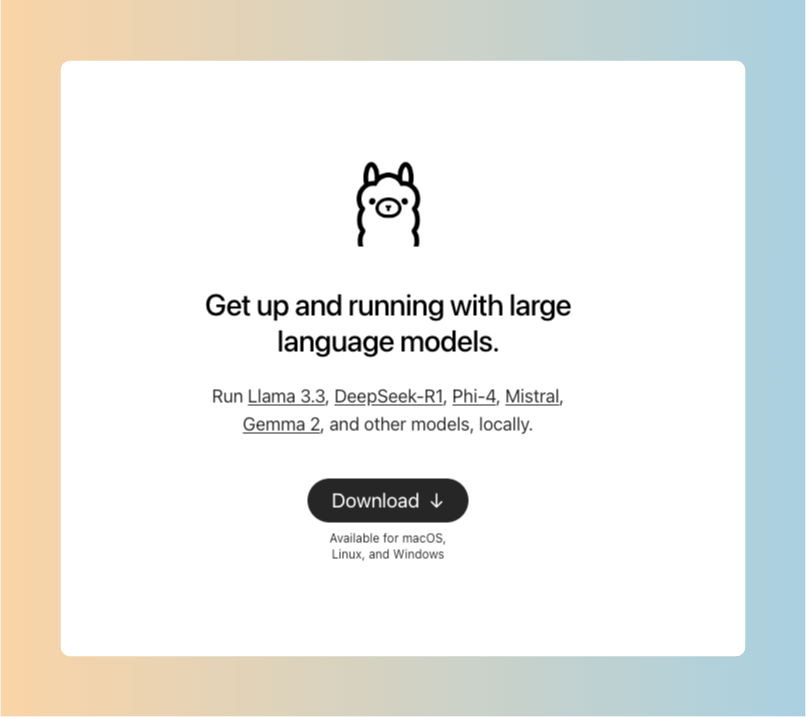 Get up and running with large
language models.
Run Llama 3.3, DeepSeek-R1, Phi-4, Mistral,
Gemma 2, and other models, locally.
Download ↓
Available for macOS,
Linux, and Windows